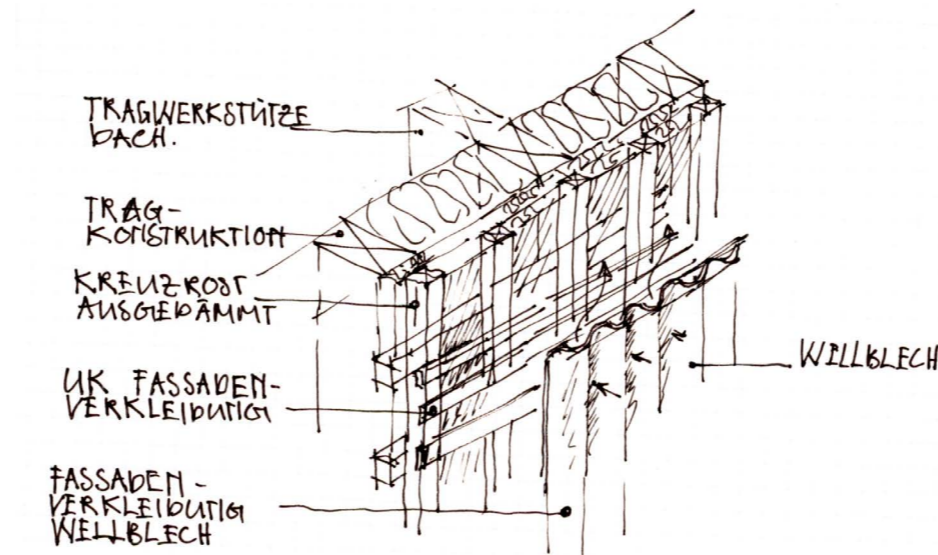 TRAGWERKSTÜTZE
DACH.
TRAG-
KONSTRUKTION
KREUZROST
AUSGEDÄMMT
UK FASSADEN-
VERKLEIDUNG
FASSADEN-
VERKLEIDUNG
WELLBLECH
WELLBLECH